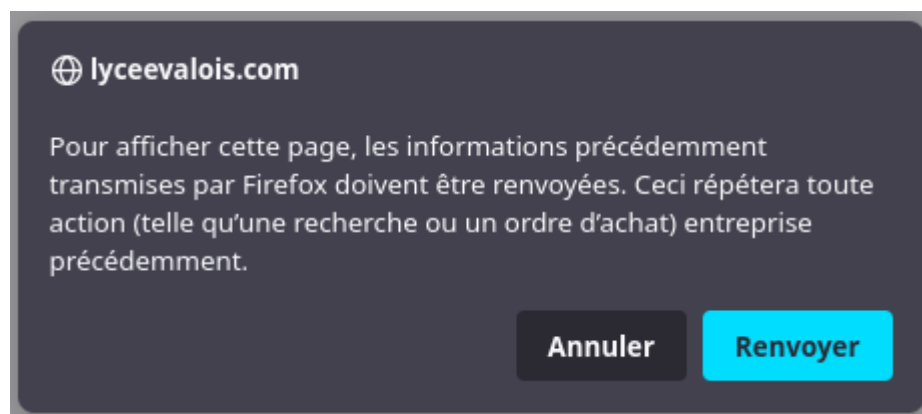 lyceevalois.com
Pour afficher cette page, les informations précédemment
transmises par Firefox doivent être renvoyées. Ceci répétera toute
action (telle qu’une recherche ou un ordre d’achat) entreprise
précédemment.
Annuler Renvoyer